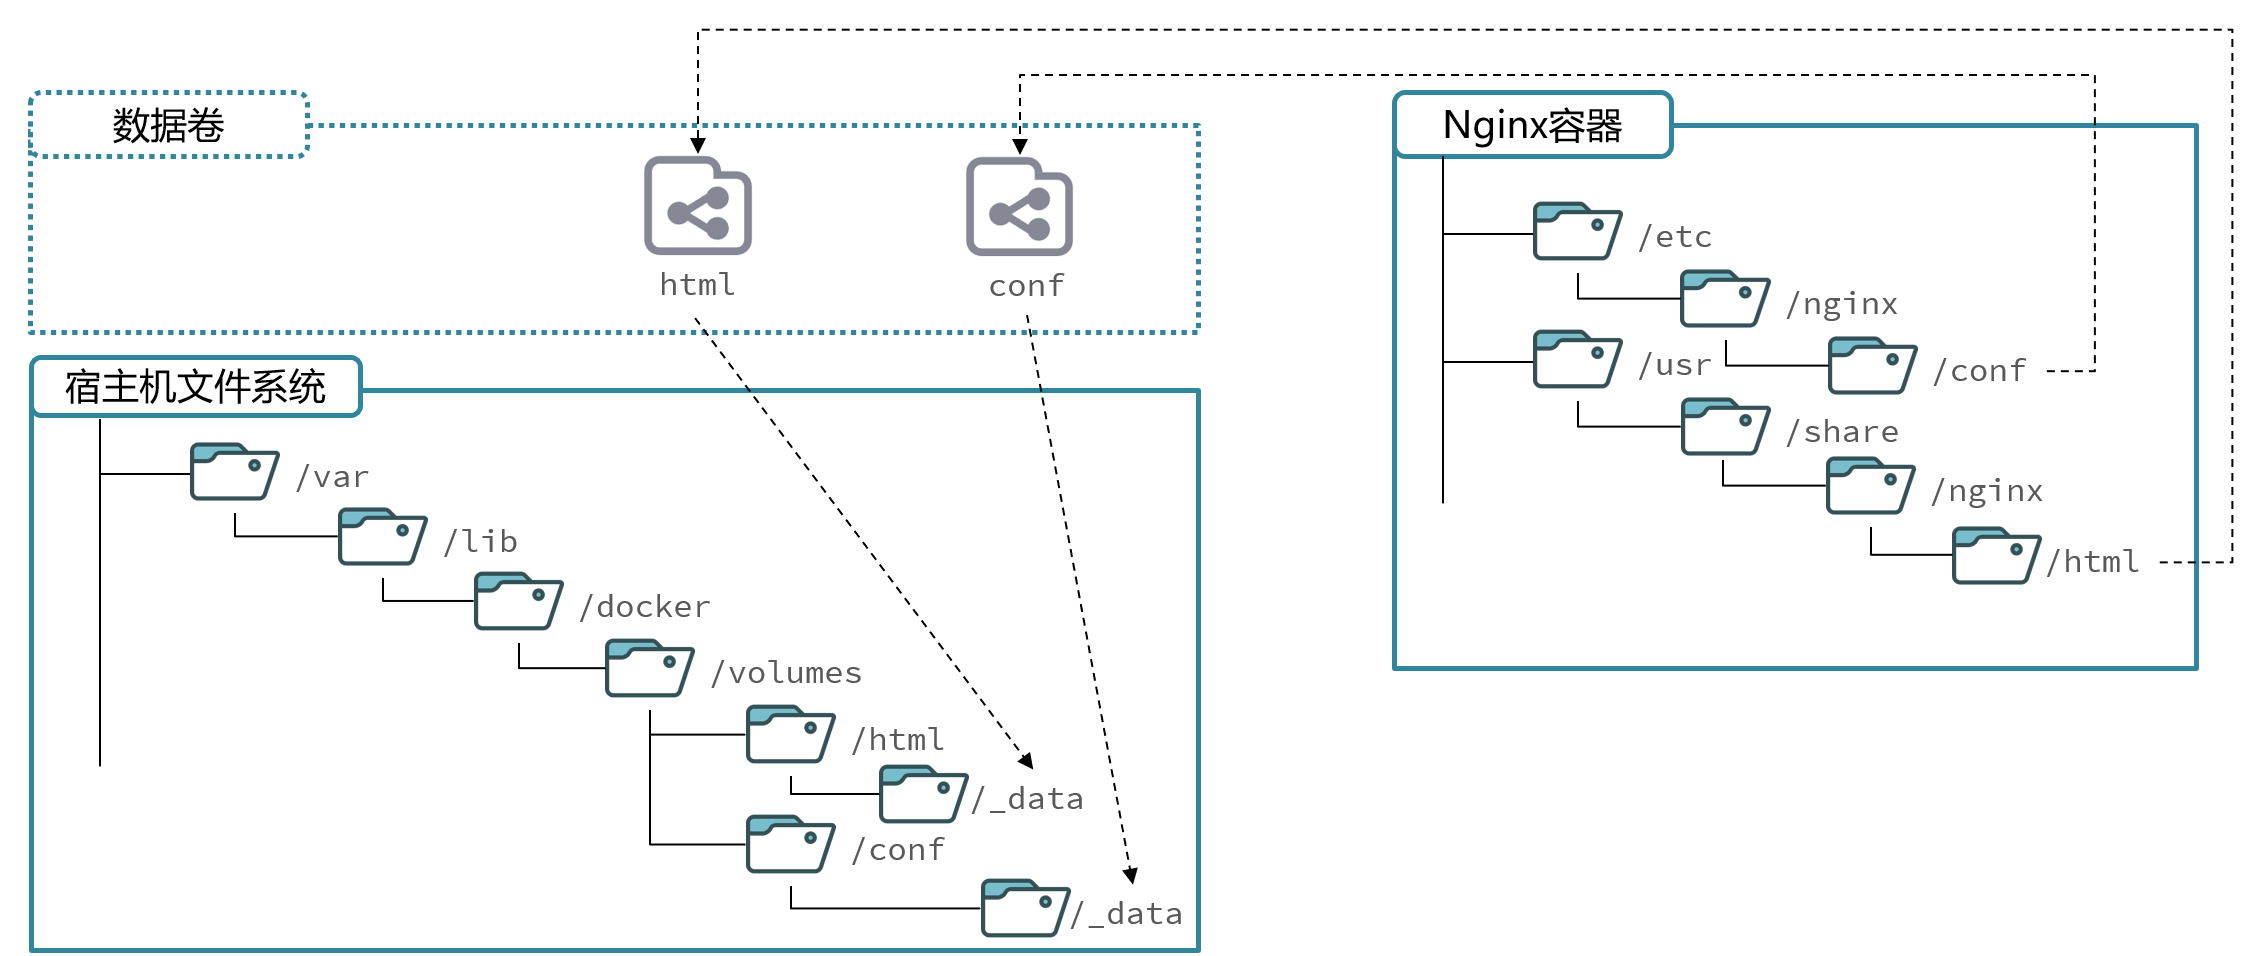 数据卷
html
conf
宿主机文件系统
/var
/lib
/docker
/volumes
/html
/_data
/conf
/_data
Nginx容器
/etc
/nginx
/conf
/usr
/share
/nginx
/html